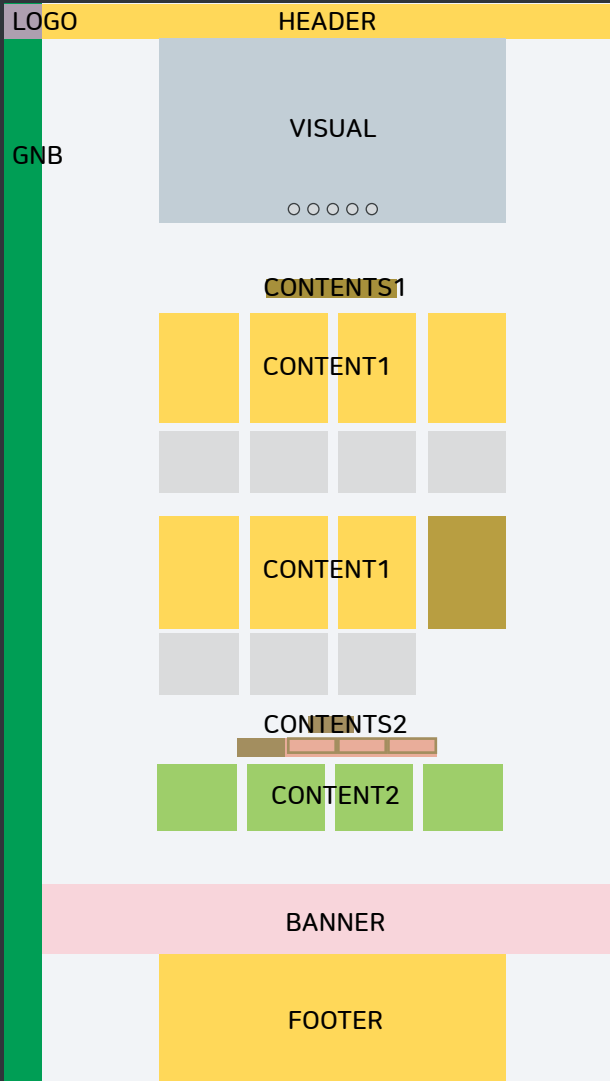 LOGO
HEADER
VISUAL
GNB
CONTENTS1
CONTENT1
CONTENT1
CONTENTS2
CONTENT2
BANNER
FOOTER